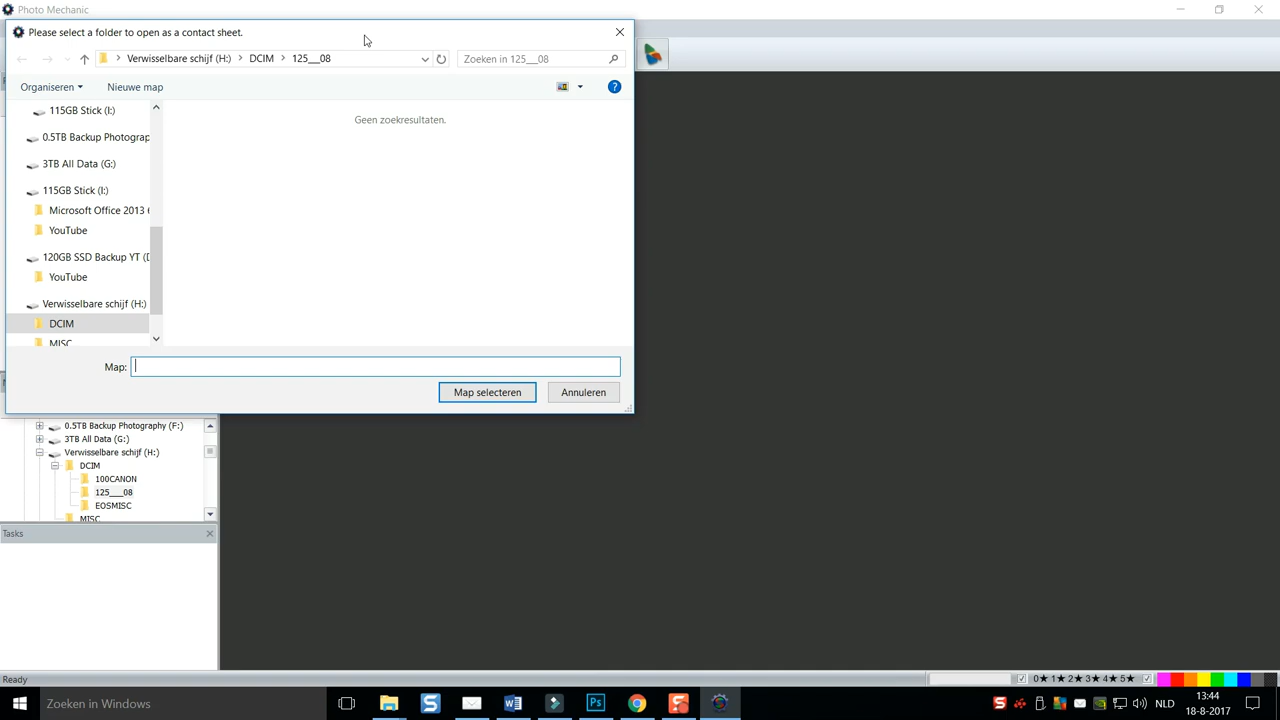 Photo Mechanic
Please select a folder to open as a contact sheet.
Verwisselbare schijf (H:) DCIM 125___08
Zoeken in 125___08
Organiseren
Nieuwe map
115GB Stick (I:)
0.5TB Backup Photograp
3TB All Data (G:)
115GB Stick (I:)
Microsoft Office 2013
YouTube
120GB SSD Backup YT (
YouTube
Verwisselbare schijf (H:)
DCIM
MISC
Geen zoekresultaten.
Map:
Map selecteren
Annuleren
0.5TB Backup Photography (F:)
3TB All Data (G:)
Verwisselbare schijf (H:)
DCIM
100CANON
125___08
EOSMISC
MISC
Tasks
Ready
0★ 1★ 2★ 3★ 4★ 5★
Zoeken in Windows
NLD
13:44
18-8-2017